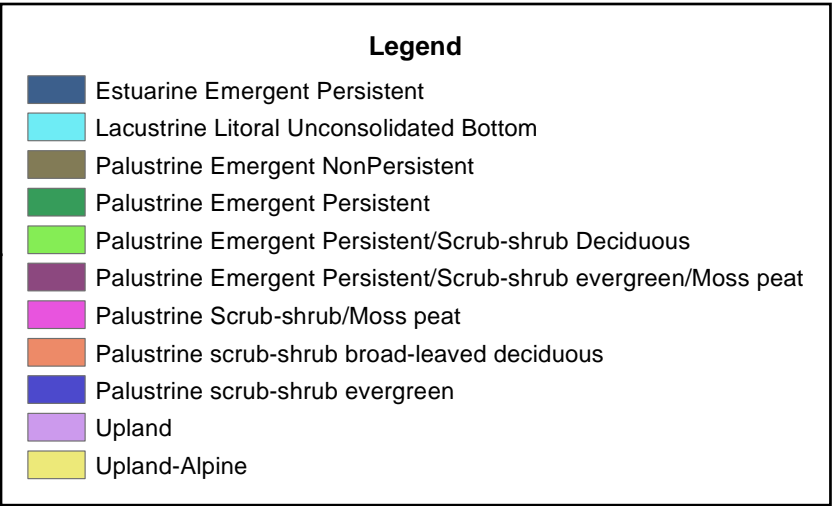 Legend
Estuarine Emergent Persistent
Lacustrine Litoral Unconsolidated Bottom
Palustrine Emergent NonPersistent
Palustrine Emergent Persistent
Palustrine Emergent Persistent/Scrub-shrub Deciduous
Palustrine Emergent Persistent/Scrub-shrub evergreen/Moss peat
Palustrine Scrub-shrub/Moss peat
Palustrine scrub-shrub broad-leaved deciduous
Palustrine scrub-shrub evergreen
Upland
Upland-Alpine